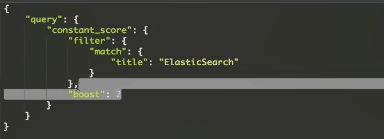 {
    "query": {
        "constant_score": {
            "filter": {
                "match": {
                    "title": "ElasticSearch"
                }
            },
            "boost": 2
        }
    }
}